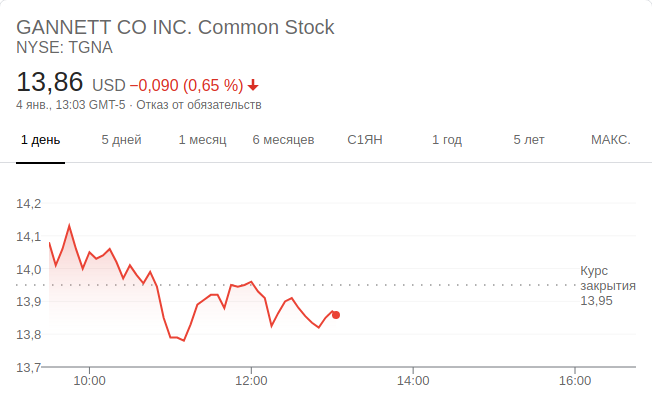 GANNETT CO INC. Common Stock
NYSE: TGNA
13,86 USD −0,090 (0,65 %)
4 янв., 13:03 GMT-5 · Отказ от обязательств
1 день 5 дней 1 месяц 6 месяцев С1ЯН 1 год 5 лет МАКС.
14,2
14,1
14,0
13,9
13,8
13,7
Курс
закрытия
13,95
10:00 12:00 14:00 16:00